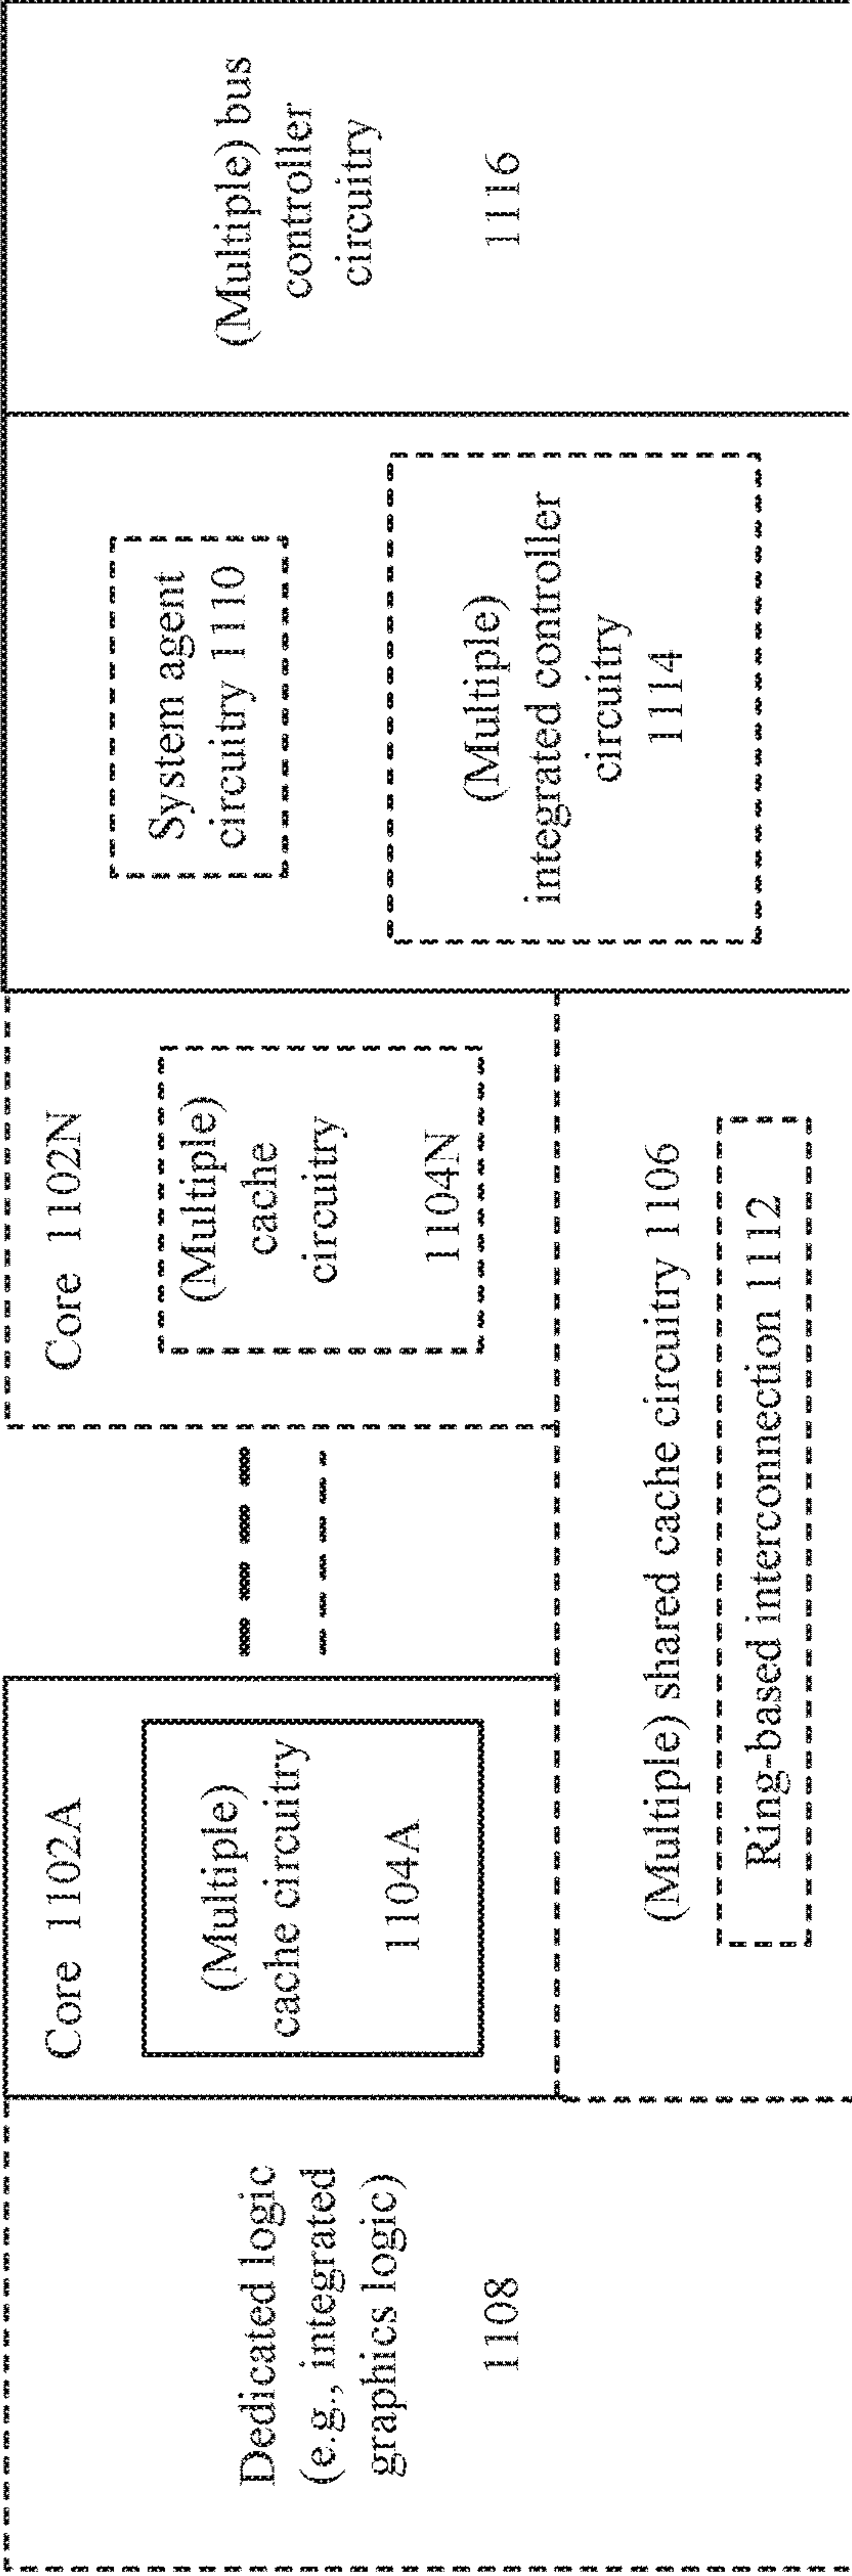 Dedicated logic
(e.g., integrated
graphics logic)
1108
Core 1102A
(Multiple)
cache circuitry
1104A
Core 1102N
(Multiple)
cache
circuitry
1104N
(Multiple) shared cache circuitry 1106
Ring-based interconnection 1112
System agent
circuitry 1110
(Multiple)
integrated controller
circuitry
1114
(Multiple) bus
controller
circuitry
1116